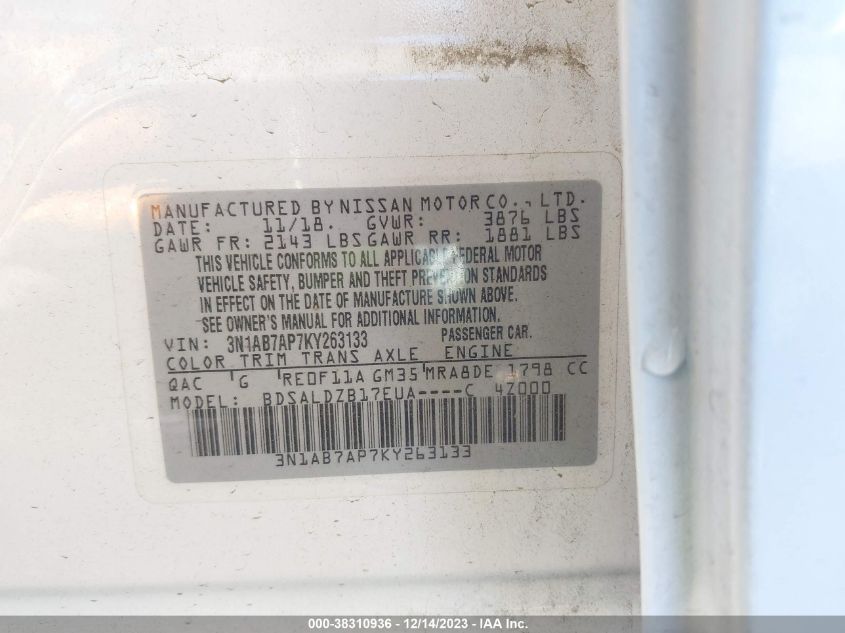 MANUFACTURED BY NISSAN MOTOR CO., LTD.
DATE: 11/18. GVWR: 3876 LBS
GAWR FR: 2143 LBS GAWR RR: 1881 LBS
THIS VEHICLE CONFORMS TO ALL APPLICABLE FEDERAL MOTOR
VEHICLE SAFETY, BUMPER AND THEFT PREVENTION STANDARDS
IN EFFECT ON THE DATE OF MANUFACTURE SHOWN ABOVE.
SEE OWNER'S MANUAL FOR ADDITIONAL INFORMATION.
VIN: 3N1AB7AP7KY263133 PASSENGER CAR.
COLOR TRIM TRANS AXLE ENGINE
QAC G RE0F11A GM35 MRA8DE 1798 CC
MODEL: BDSALDZB17EUA----C 4Z000
3N1AB7AP7KY263133
000-38310936 - 12/14/2023 - IAA Inc.